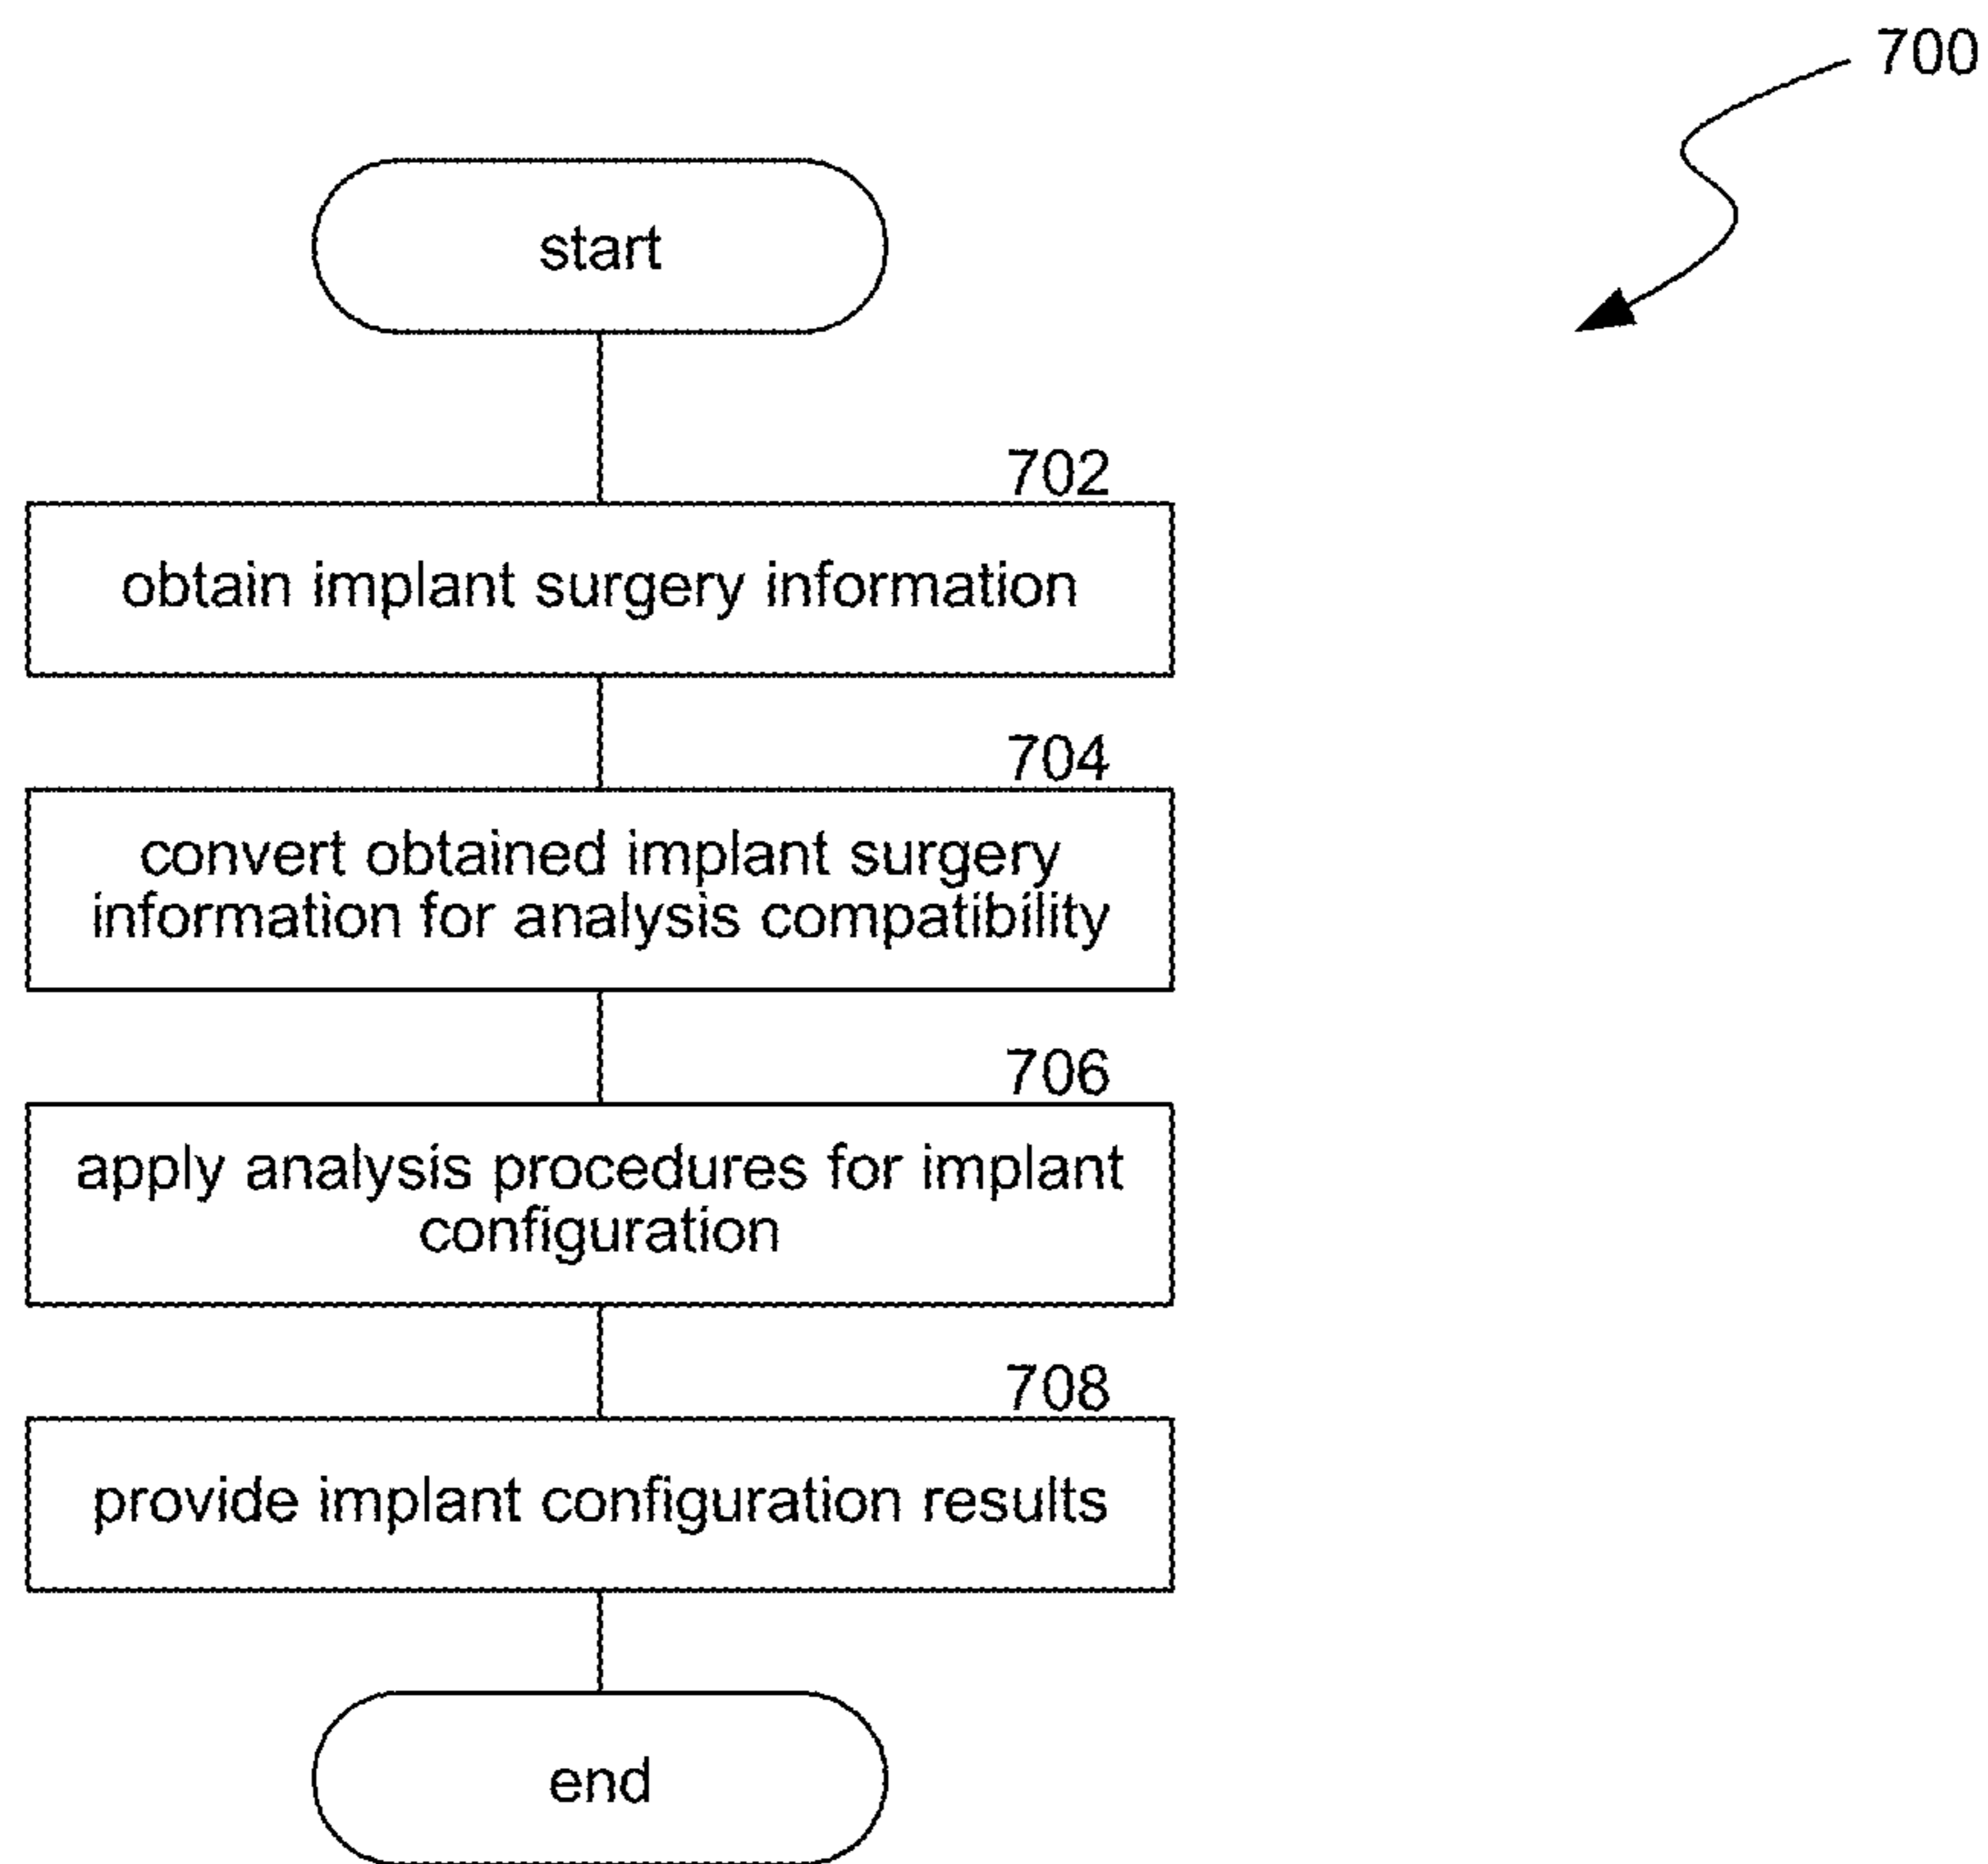 700
start
702
obtain implant surgery information
704
convert obtained implant surgery
information for analysis compatibility
706
apply analysis procedures for implant
configuration
708
provide implant configuration results
end